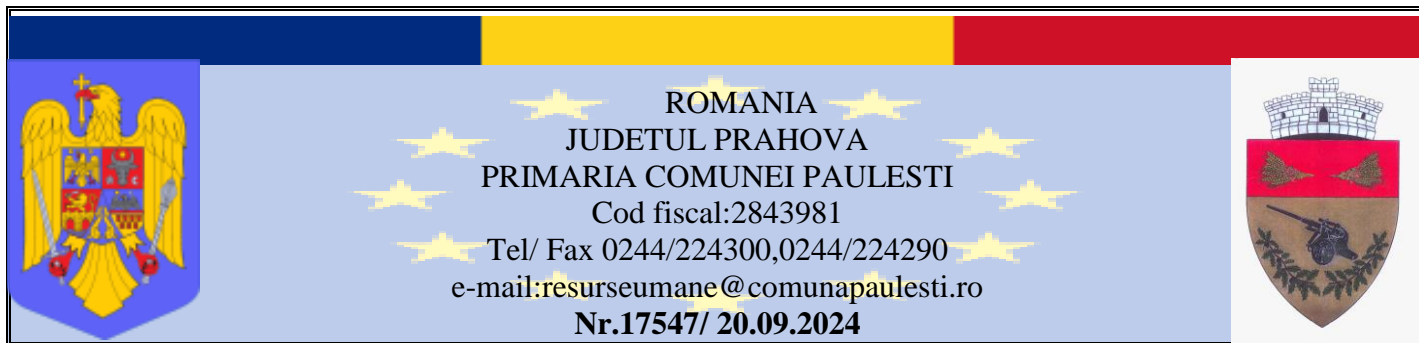 ROMANIA
JUDETUL PRAHOVA
PRIMARIA COMUNEI PAULESTI
Cod fiscal:2843981
Tel/ Fax 0244/224300,0244/224290
e-mail:resurseumane@comunapaulesti.ro
Nr.17547/ 20.09.2024